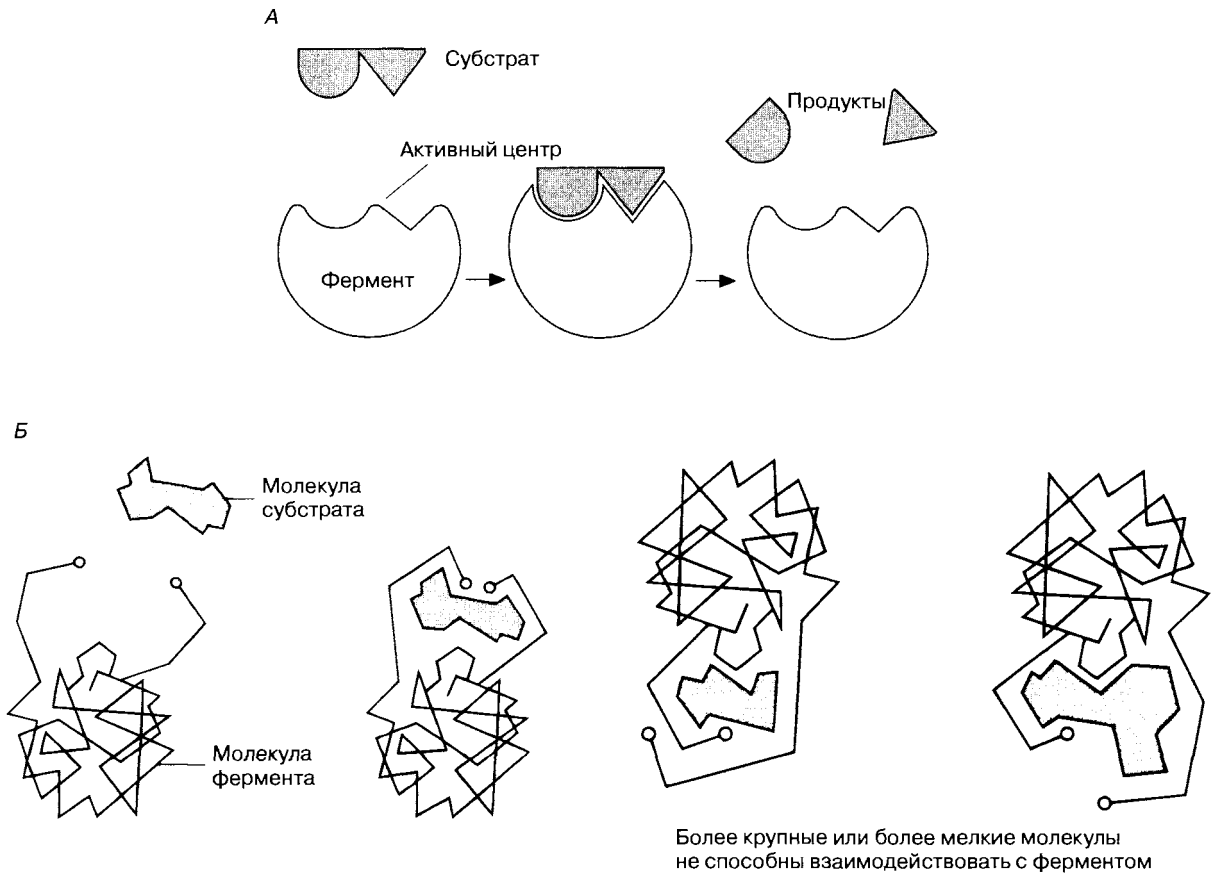 А
Субстрат
Продукты
Активный центр
Фермент
Б
Молекула
субстрата
Молекула
фермента
Более крупные или более мелкие молекулы
не способны взаимодействовать с ферментом